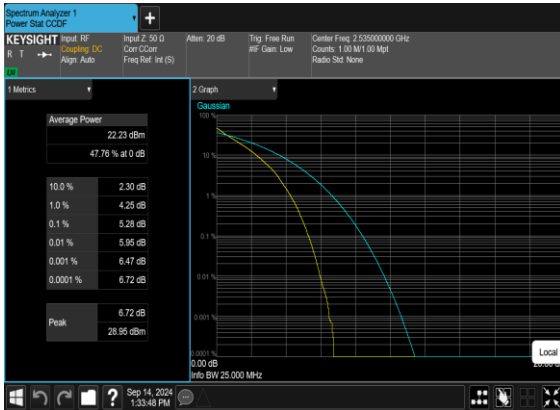 Spectrum Analyzer 1
Power Stat CCDF
KEYSIGHT
R T
LW
Input: RF
Coupling: DC
Align: Auto
Input Z: 50 Ω
Corr CCorr
Freq Ref: Int (S)
Atten: 20 dB
Trig: Free Run
#IF Gain: Low
Center Freq: 2.535000000 GHz
Counts: 1.00 M/1.00 Mpt
Radio Std: None
1 Metrics
Average Power
22.23 dBm
47.76 % at 0 dB
10.0 % 2.30 dB
1.0 % 4.25 dB
0.1 % 5.28 dB
0.01 % 5.95 dB
0.001 % 6.47 dB
0.0001 % 6.72 dB
Peak
6.72 dB
28.95 dBm
2 Graph
Gaussian
100 %
10 %
1 %
0.1 %
0.01 %
0.001 %
0.0001 %
0.00 dB
Info BW 25.000 MHz
Local
Sep 14, 2024
1:33:48 PM